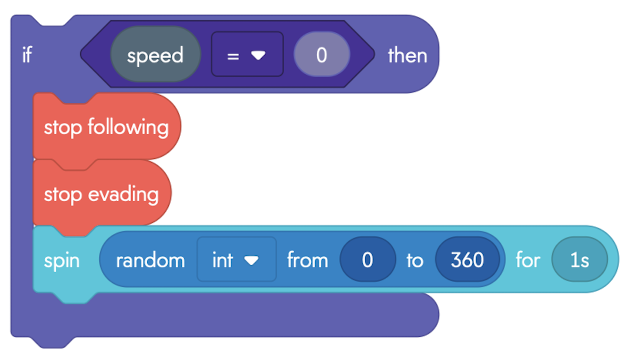 if speed = 0 then
stop following
stop evading
spin random int from 0 to 360 for 1s